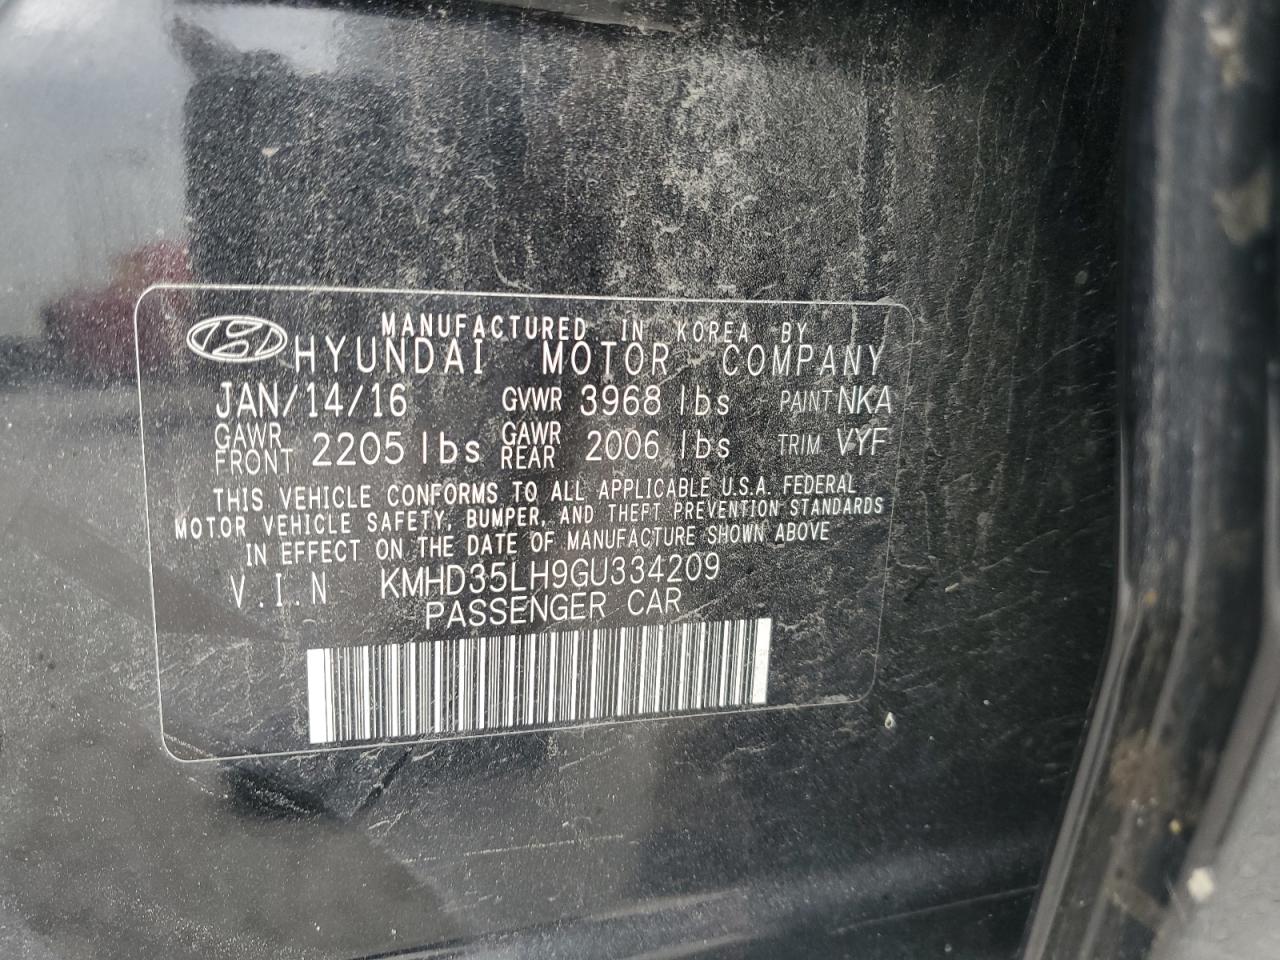 MANUFACTURED IN KOREA BY
HYUNDAI MOTOR COMPANY
JAN/14/16 GVWR 3968 lbs PAINT NKA
GAWR FRONT 2205 lbs GAWR REAR 2006 lbs TRIM VYF
THIS VEHICLE CONFORMS TO ALL APPLICABLE U.S.A. FEDERAL
MOTOR VEHICLE SAFETY, BUMPER, AND THEFT PREVENTION STANDARDS
IN EFFECT ON THE DATE OF MANUFACTURE SHOWN ABOVE
V.I.N KMHD35LH9GU334209
PASSENGER CAR